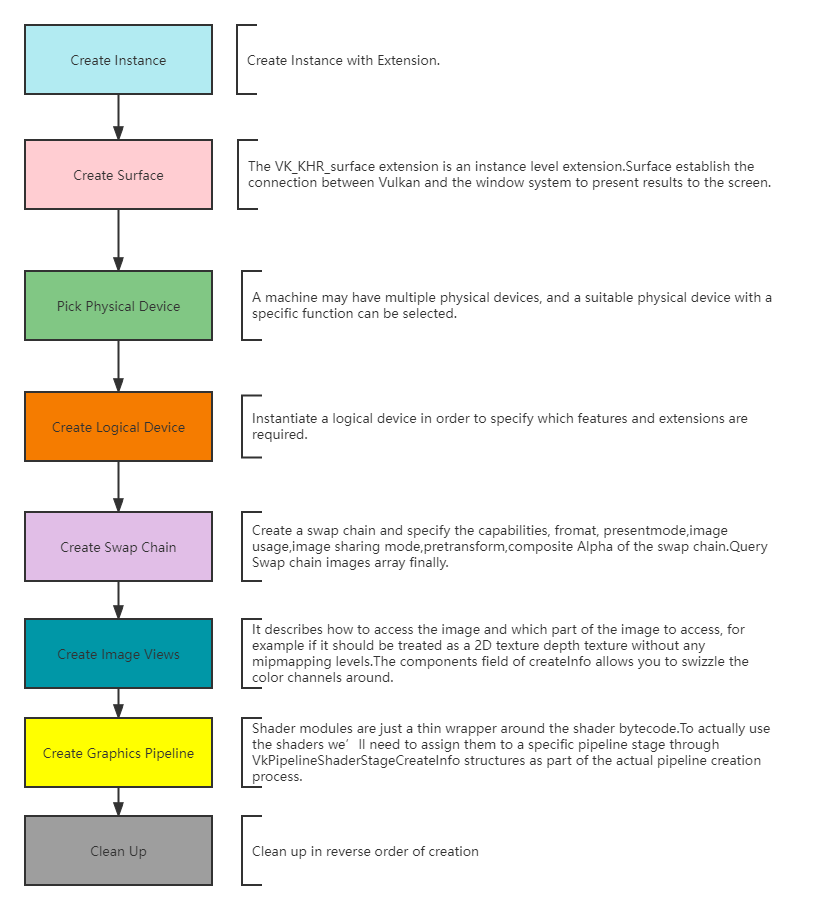 Create Instance
Create Instance with Extension.
Create Surface
The VK_KHR_surface extension is an instance level extension.Surface establish the
connection between Vulkan and the window system to present results to the screen.
Pick Physical Device
A machine may have multiple physical devices, and a suitable physical device with a
specific function can be selected.
Create Logical Device
Instantiate a logical device in order to specify which features and extensions are
required.
Create Swap Chain
Create a swap chain and specify the capabilities, fromat, presentmode,image
usage,image sharing mode,pretransform,composite Alpha of the swap chain.Query
Swap chain images array finally.
Create Image Views
It describes how to access the image and which part of the image to access, for
example if it should be treated as a 2D texture depth texture without any
mipmapping levels.The components field of createInfo allows you to swizzle the
color channels around.
Create Graphics Pipeline
Shader modules are just a thin wrapper around the shader bytecode.To actually use
the shaders we’ll need to assign them to a specific pipeline stage through
VkPipelineShaderStageCreateInfo structures as part of the actual pipeline creation
process.
Clean Up
Clean up in reverse order of creation